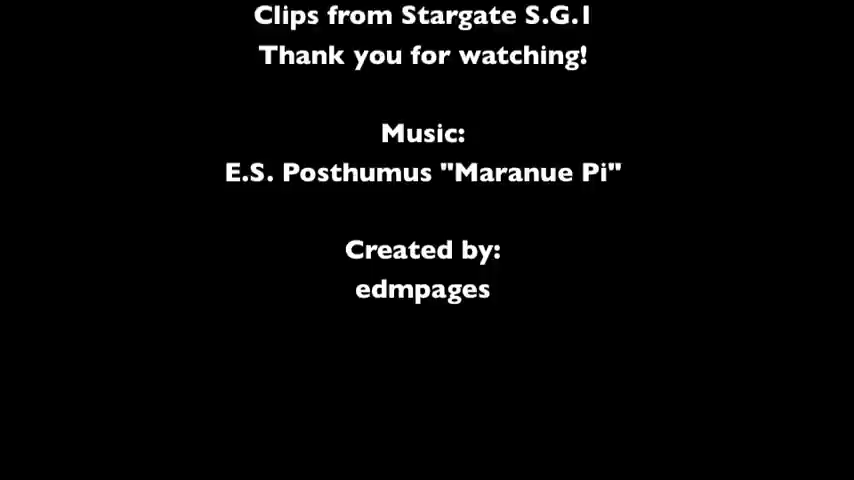 Clips from Stargate S.G.1
Thank you for watching!
Music:
E.S. Posthumus "Maranue Pi"
Created by:
edmpages